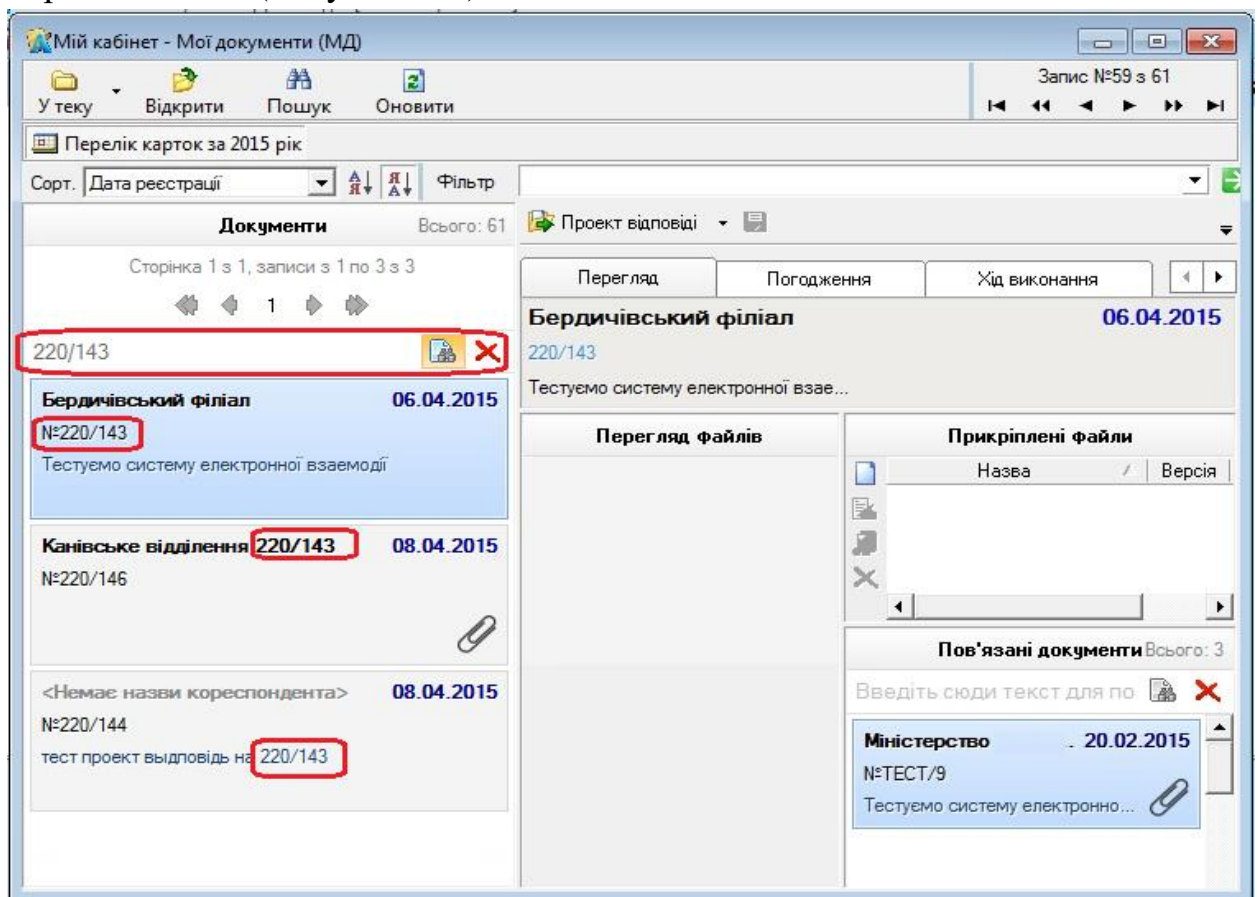 Мій кабінет - Мої документи (МД)
Запис №59 з 61
У теку Відкрити Пошук Оновити
Перелік карток за 2015 рік
Сорт. Дата реєстрації Фільтр
Документи Всього: 61
Проект відповіді
Сторінка 1 з 1, записи з 1 по 3 з 3
1
Перегляд Погодження Хід виконання
220/143
Бердичівський філіал 06.04.2015
220/143
Тестуємо систему електронної взає...
Бердичівський філіал 06.04.2015
№220/143
Тестуємо систему електронної взаємодії
Канівське відділення 220/143 08.04.2015
№220/146
<Немає назви кореспондента> 08.04.2015
№220/144
тест проект выдповідь на 220/143
Перегляд файлів
Прикріплені файли
Назва / Версія
Пов'язані документи Всього: 3
Введіть сюди текст для по
Міністерство . 20.02.2015
№ТЕСТ/9
Тестуємо систему електронно...